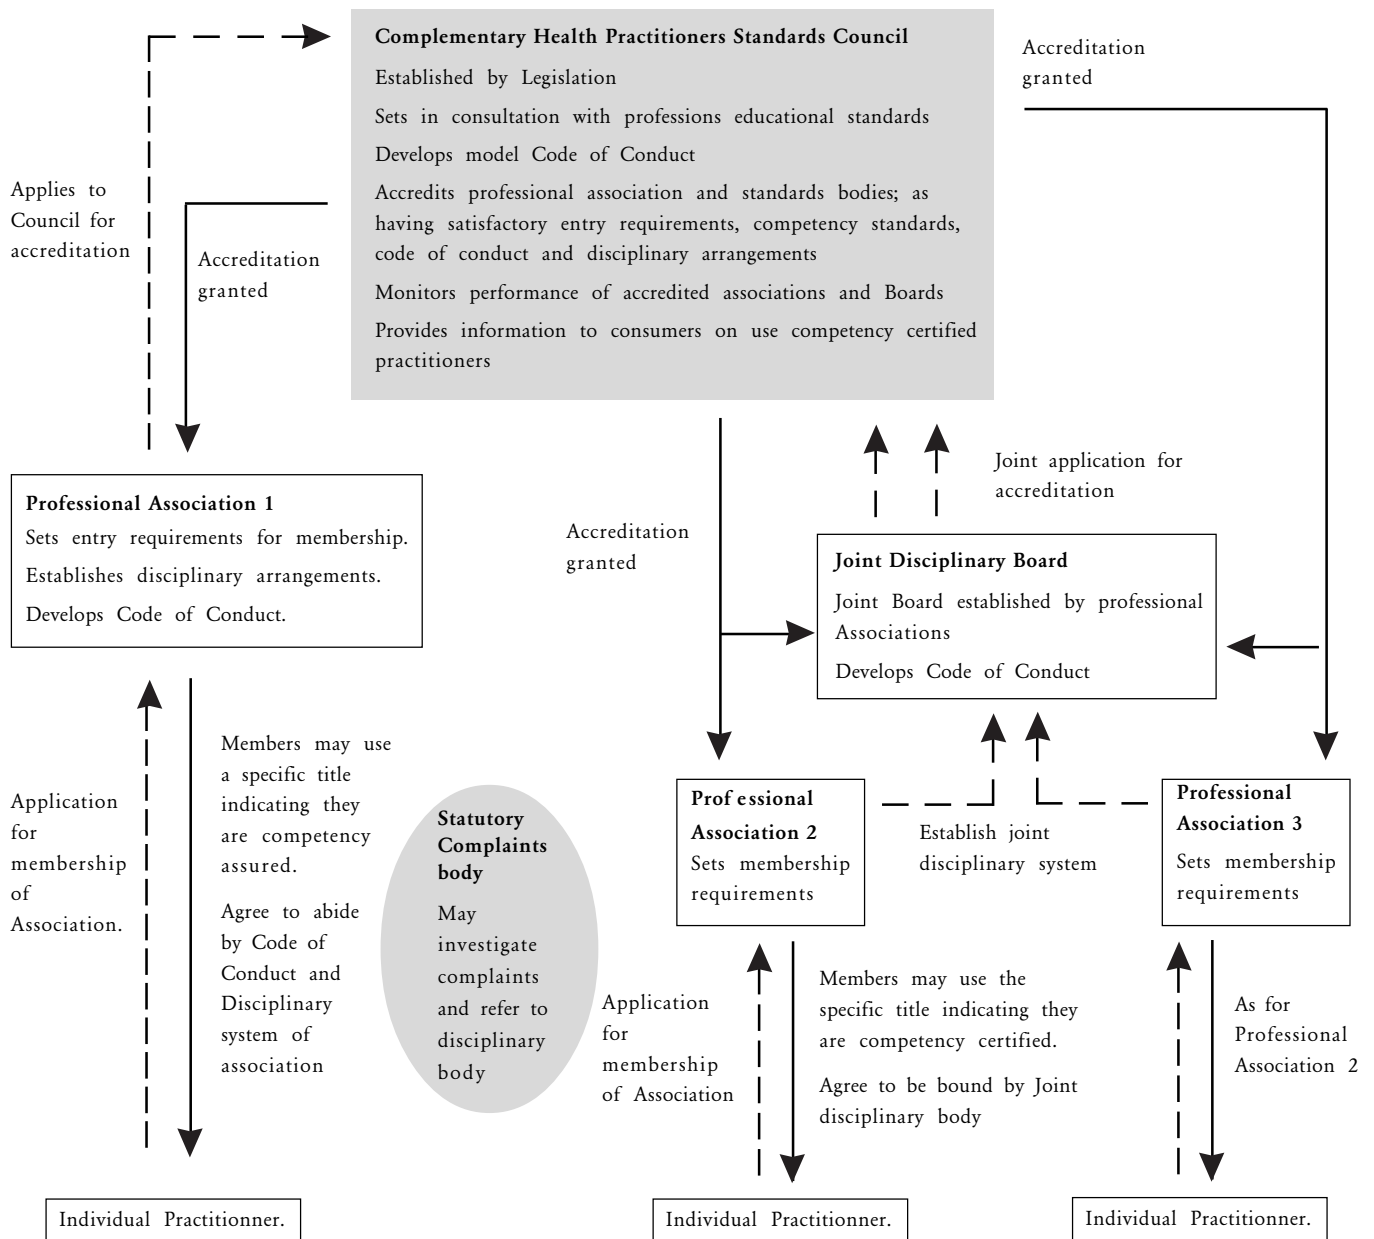 Complementary Health Practitioners Standards Council
Established by Legislation
Sets in consultation with professions educational standards
Develops model Code of Conduct
Accredits professional association and standards bodies; as
having satisfactory entry requirements, competency standards,
code of conduct and disciplinary arrangements
Monitors performance of accredited associations and Boards
Provides information to consumers on use competency certified
practitioners
Accreditation
granted
Applies to
Council for
accreditation
Accreditation
granted
Professional Association 1
Sets entry requirements for membership.
Establishes disciplinary arrangements.
Develops Code of Conduct.
Accreditation
granted
Joint application for
accreditation
Joint Disciplinary Board
Joint Board established by professional
Associations
Develops Code of Conduct
Application
for
membership
of
Association.
Members may use
a specific title
indicating they
are competency
assured.
Agree to abide
by Code of
Conduct and
Disciplinary
system of
association
Statutory
Complaints
body
May
investigate
complaints
and refer to
disciplinary
body
Professional
Association 2
Sets membership
requirements
Establish joint
disciplinary system
Professional
Association 3
Sets membership
requirements
Application
for
membership
of Association
Members may use the
specific title indicating they
are competency certified.
Agree to be bound by Joint
disciplinary body
As for
Professional
Association 2
Individual Practitionner.
Individual Practitionner.
Individual Practitionner.